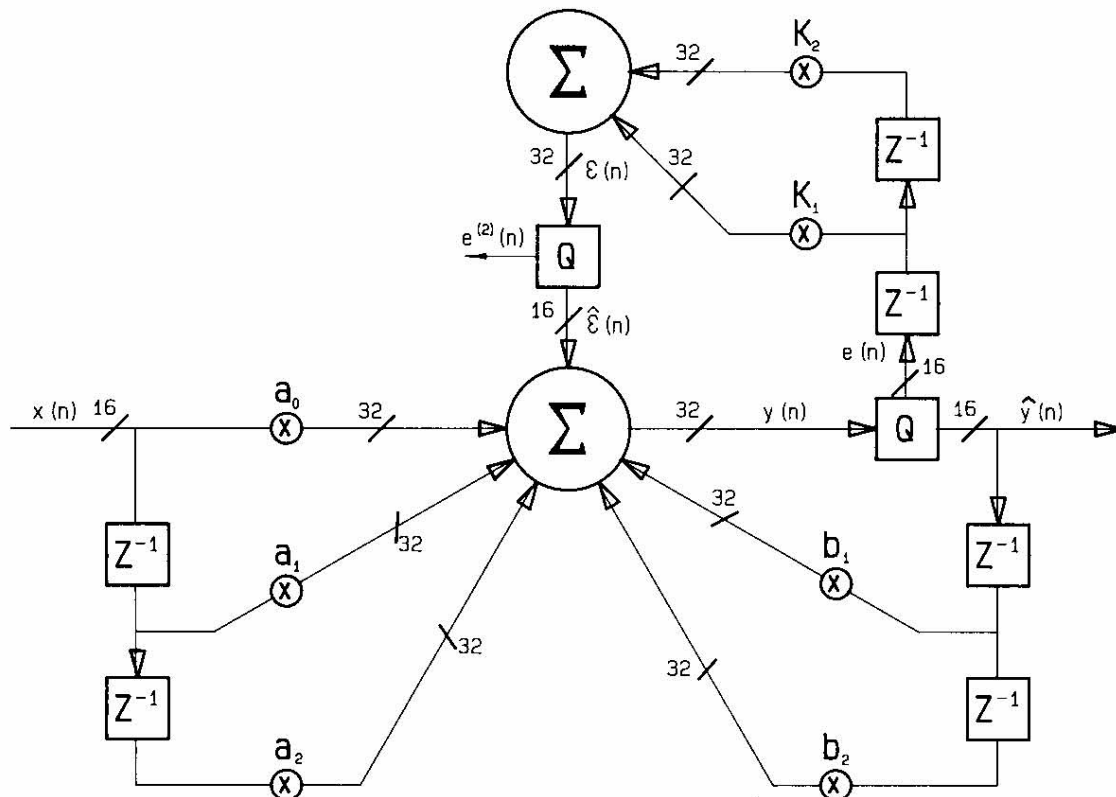 K₂
32
Σ
Z⁻¹
32
32
ε(n)
K₁
e⁽²⁾(n)
Q
Z⁻¹
16
ε̂(n)
e(n)
16
x(n)
16
a₀
32
Σ
32
y(n)
Q
16
ŷ(n)
32
Z⁻¹
a₁
32
b₁
Z⁻¹
32
32
Z⁻¹
a₂
b₂
Z⁻¹